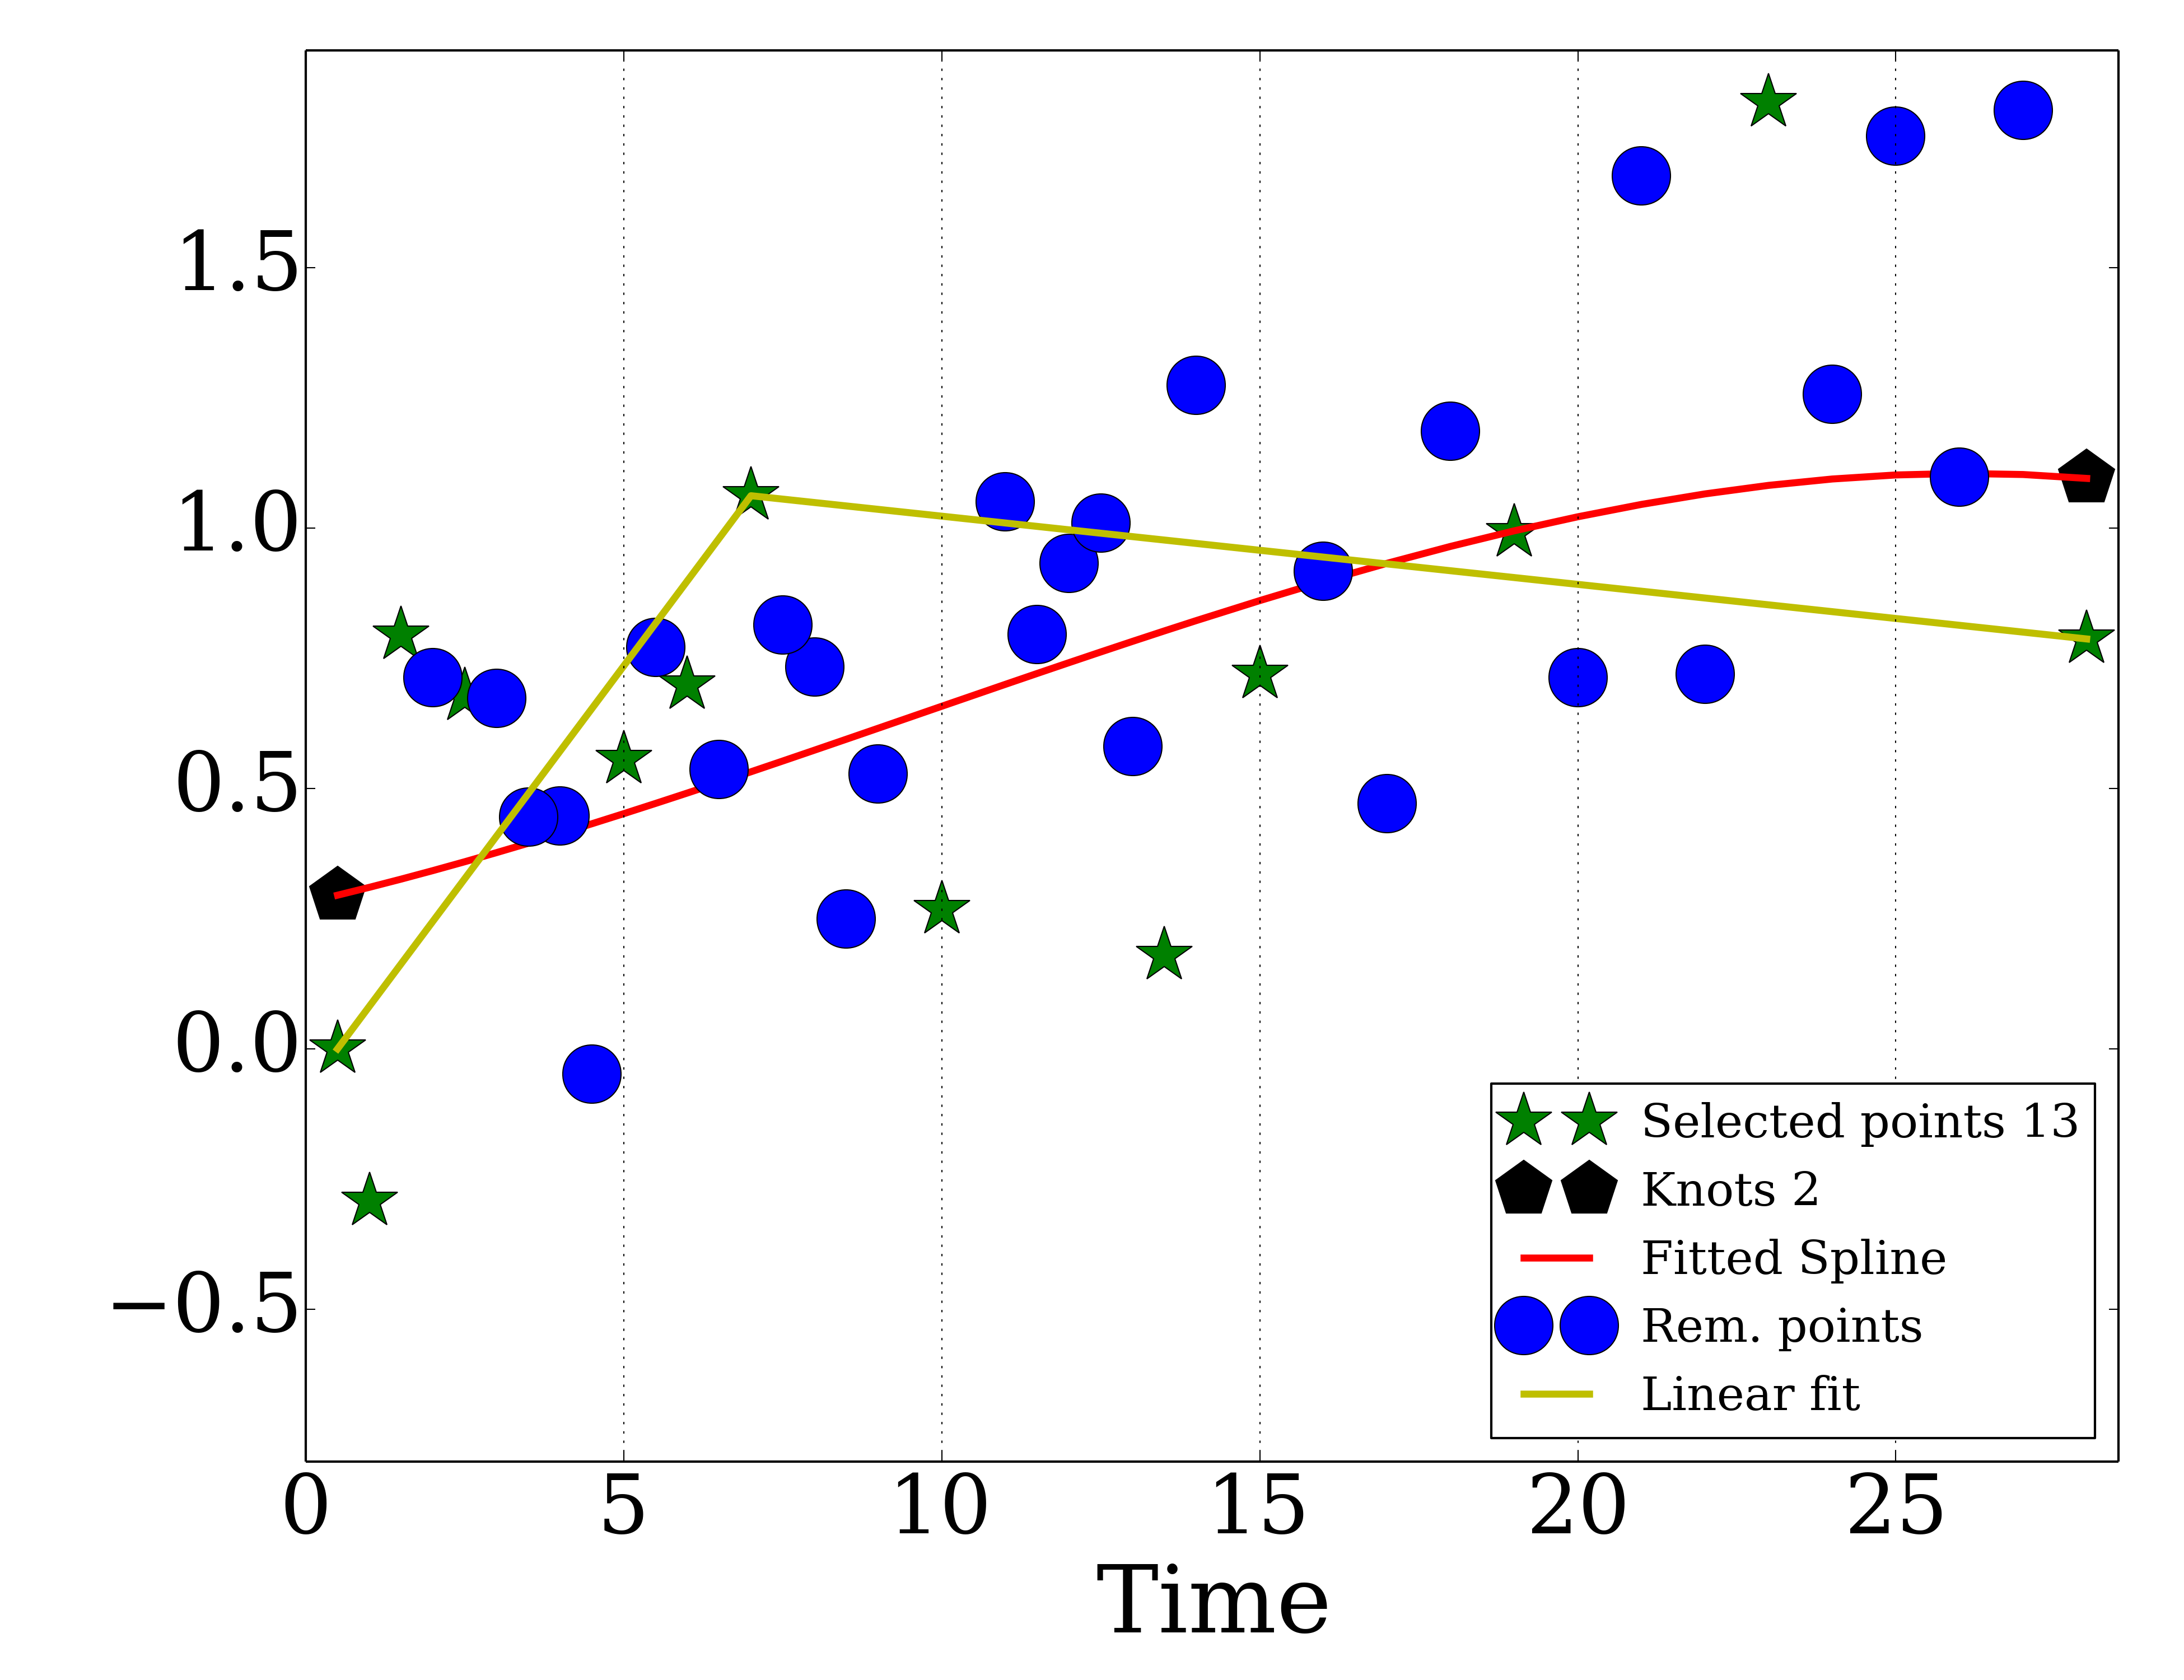 1.5
1.0
0.5
0.0
−0.5
0 5 10 15 20 25
Time
Selected points 13
Knots 2
Fitted Spline
Rem. points
Linear fit